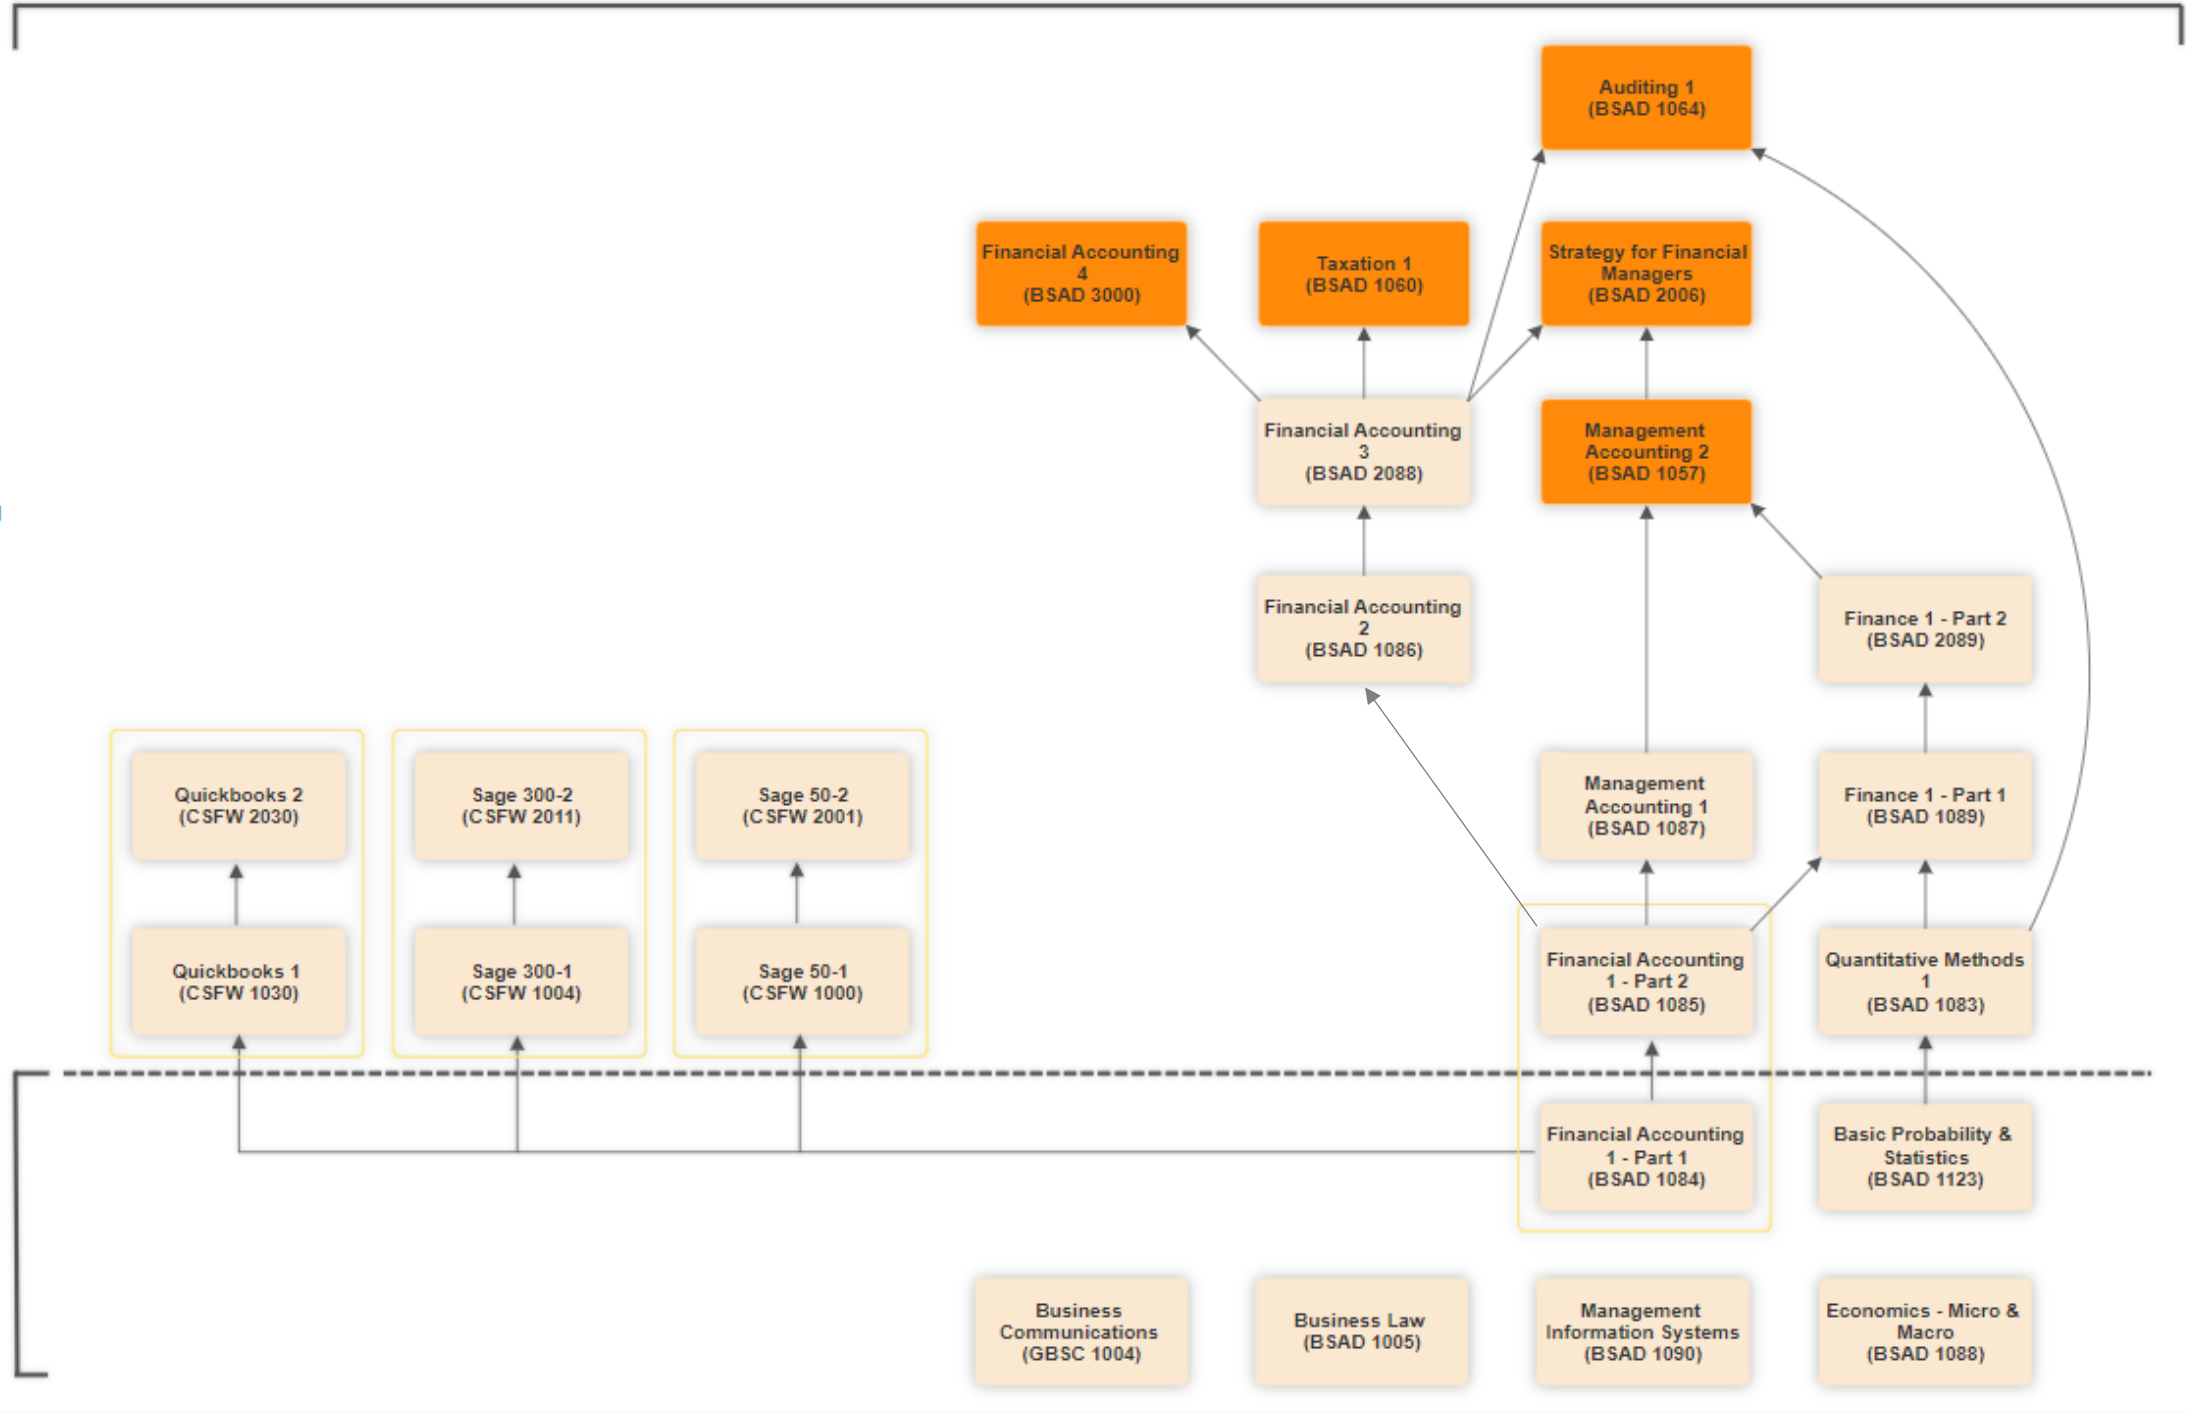 Auditing 1
(BSAD 1064)
Financial Accounting
4
(BSAD 3000)
Taxation 1
(BSAD 1060)
Strategy for Financial
Managers
(BSAD 2006)
Financial Accounting
3
(BSAD 2088)
Management
Accounting 2
(BSAD 1057)
Financial Accounting
2
(BSAD 1086)
Finance 1 - Part 2
(BSAD 2089)
Quickbooks 2
(CSFW 2030)
Sage 300-2
(CSFW 2011)
Sage 50-2
(CSFW 2001)
Management
Accounting 1
(BSAD 1087)
Finance 1 - Part 1
(BSAD 1089)
Quickbooks 1
(CSFW 1030)
Sage 300-1
(CSFW 1004)
Sage 50-1
(CSFW 1000)
Financial Accounting
1 - Part 2
(BSAD 1085)
Quantitative Methods
1
(BSAD 1083)
Financial Accounting
1 - Part 1
(BSAD 1084)
Basic Probability &
Statistics
(BSAD 1123)
Business
Communications
(GBSC 1004)
Business Law
(BSAD 1005)
Management
Information Systems
(BSAD 1090)
Economics - Micro &
Macro
(BSAD 1088)